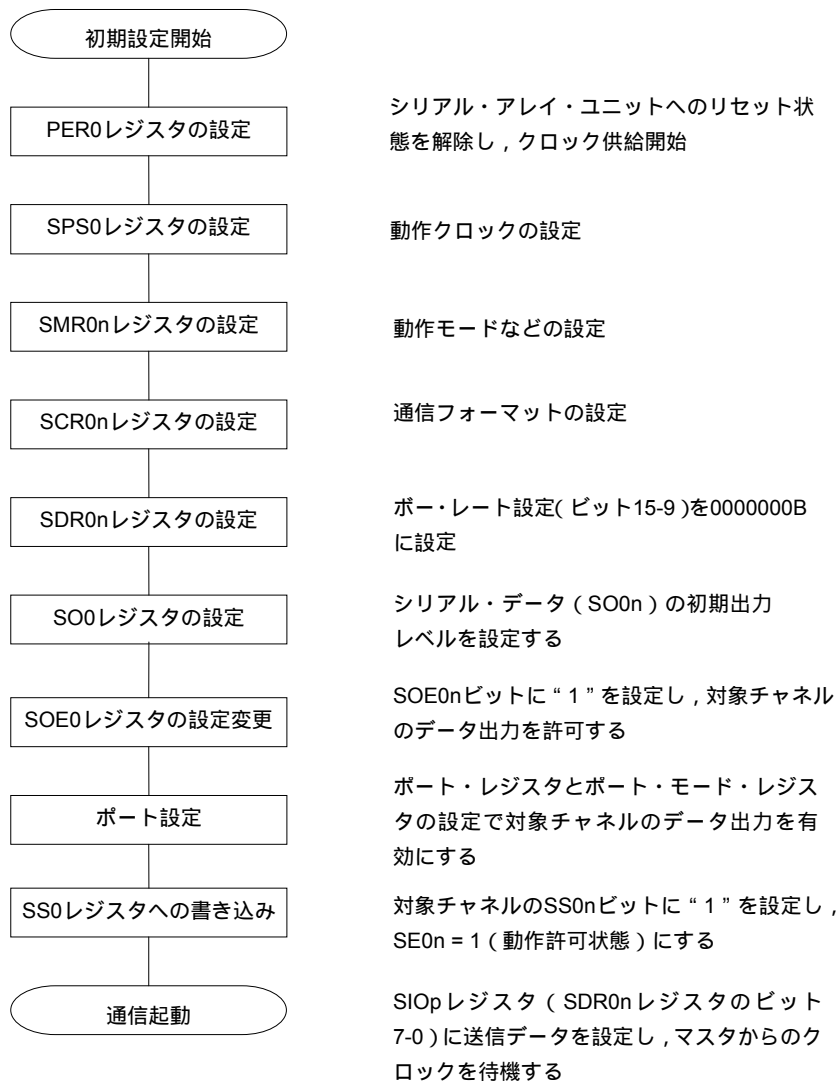 初期設定開始
PER0レジスタの設定
シリアル・アレイ・ユニットへのリセット状
態を解除し，クロック供給開始
SPS0レジスタの設定
動作クロックの設定
SMR0nレジスタの設定
動作モードなどの設定
SCR0nレジスタの設定
通信フォーマットの設定
SDR0nレジスタの設定
ボー・レート設定（ビット15-9）を0000000B
に設定
SO0レジスタの設定
シリアル・データ（SO0n）の初期出力
レベルを設定する
SOE0レジスタの設定変更
SOE0nビットに“1”を設定し，対象チャネル
のデータ出力を許可する
ポート設定
ポート・レジスタとポート・モード・レジス
タの設定で対象チャネルのデータ出力を有
効にする
SS0レジスタへの書き込み
対象チャネルのSS0nビットに“1”を設定し，
SE0n = 1（動作許可状態）にする
通信起動
SIOpレジスタ（SDR0nレジスタのビット
7-0）に送信データを設定し，マスタからのク
ロックを待機する